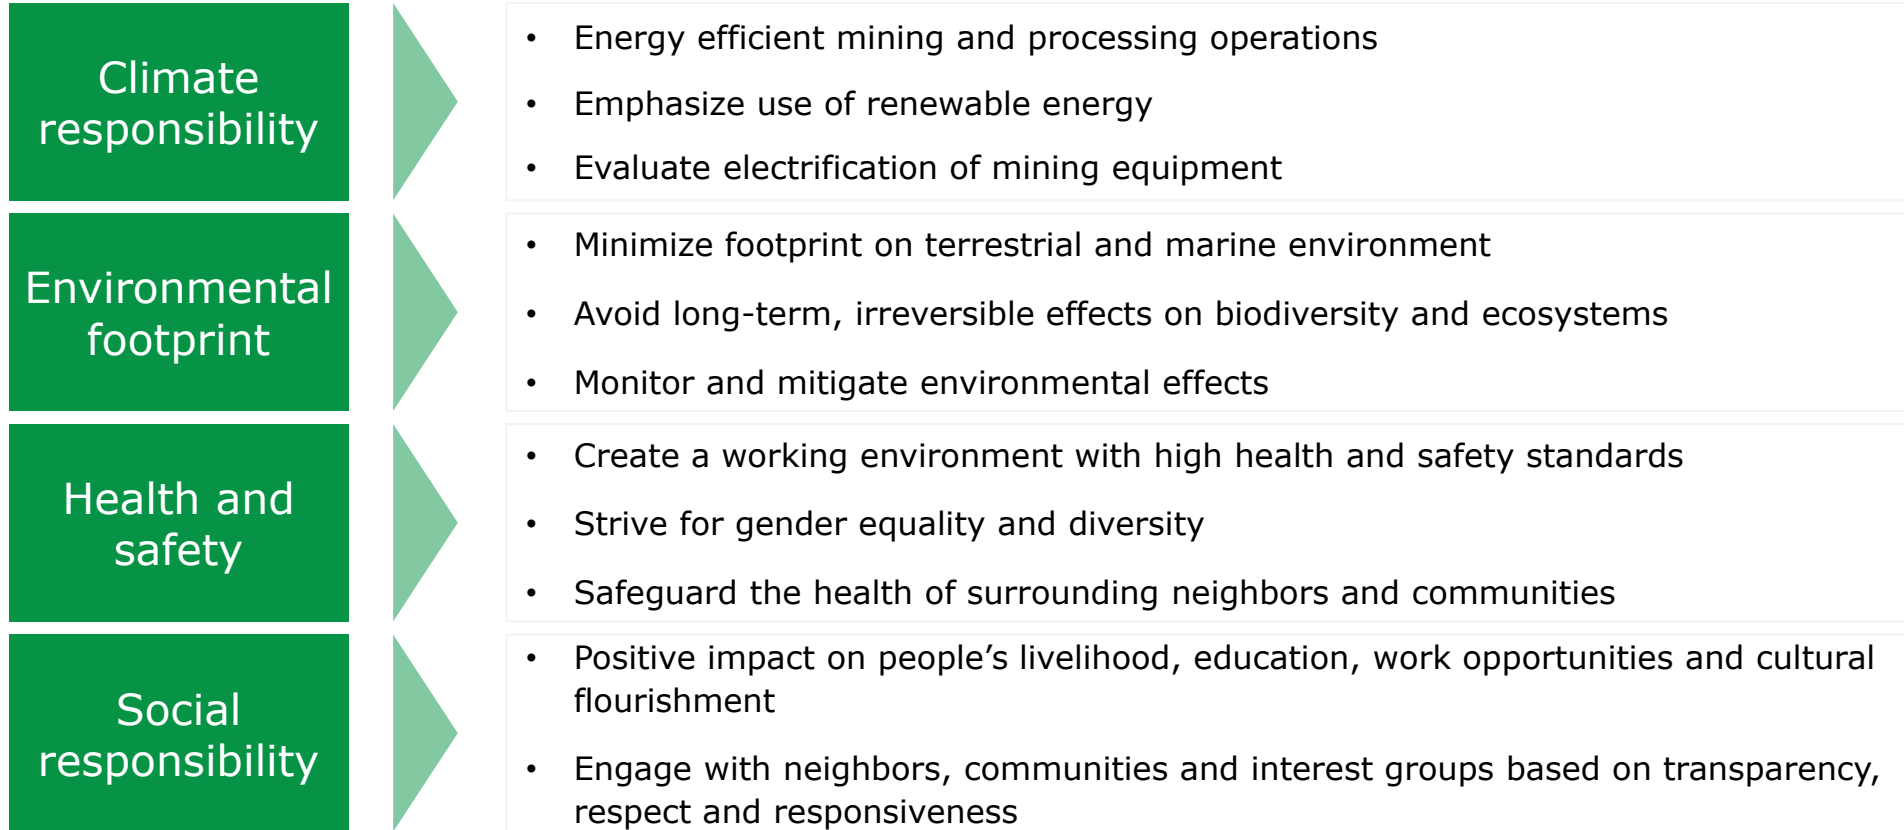 Climate
responsibility
• Energy efficient mining and processing operations
• Emphasize use of renewable energy
• Evaluate electrification of mining equipment
Environmental
footprint
• Minimize footprint on terrestrial and marine environment
• Avoid long-term, irreversible effects on biodiversity and ecosystems
• Monitor and mitigate environmental effects
Health and
safety
• Create a working environment with high health and safety standards
• Strive for gender equality and diversity
• Safeguard the health of surrounding neighbors and communities
Social
responsibility
• Positive impact on people’s livelihood, education, work opportunities and cultural
flourishment
• Engage with neighbors, communities and interest groups based on transparency,
respect and responsiveness